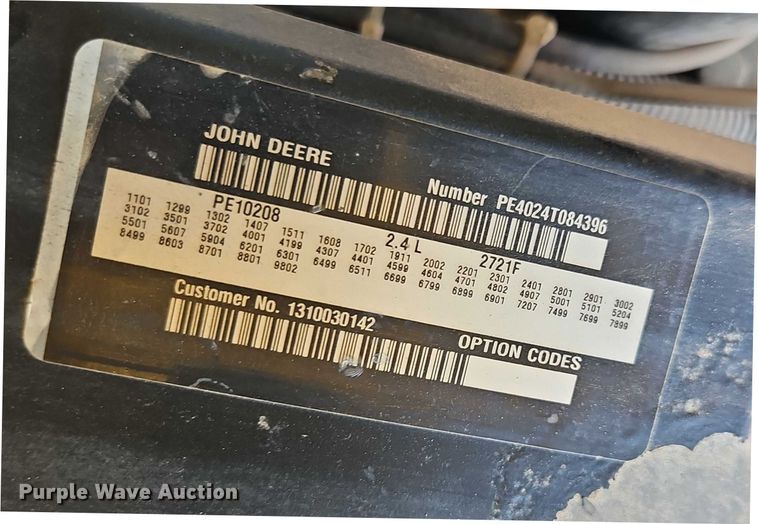 JOHN DEERE
Number PE4024T084396
PE10208 2.4 L 2721F
1101 1299 1302 1407 1511 1608 1702 1911 2002 2201 2301 2401 2801 2901 3002
3102 3501 3702 4001 4199 4307 4401 4599 4604 4701 4802 4907 5001 5101 5204
5501 5607 5904 6201 6301 6499 6511 6699 6799 6899 6901 7207 7499 7699 7899
8499 8603 8701 8801 9802
Customer No. 1310030142
OPTION CODES
Purple Wave Auction